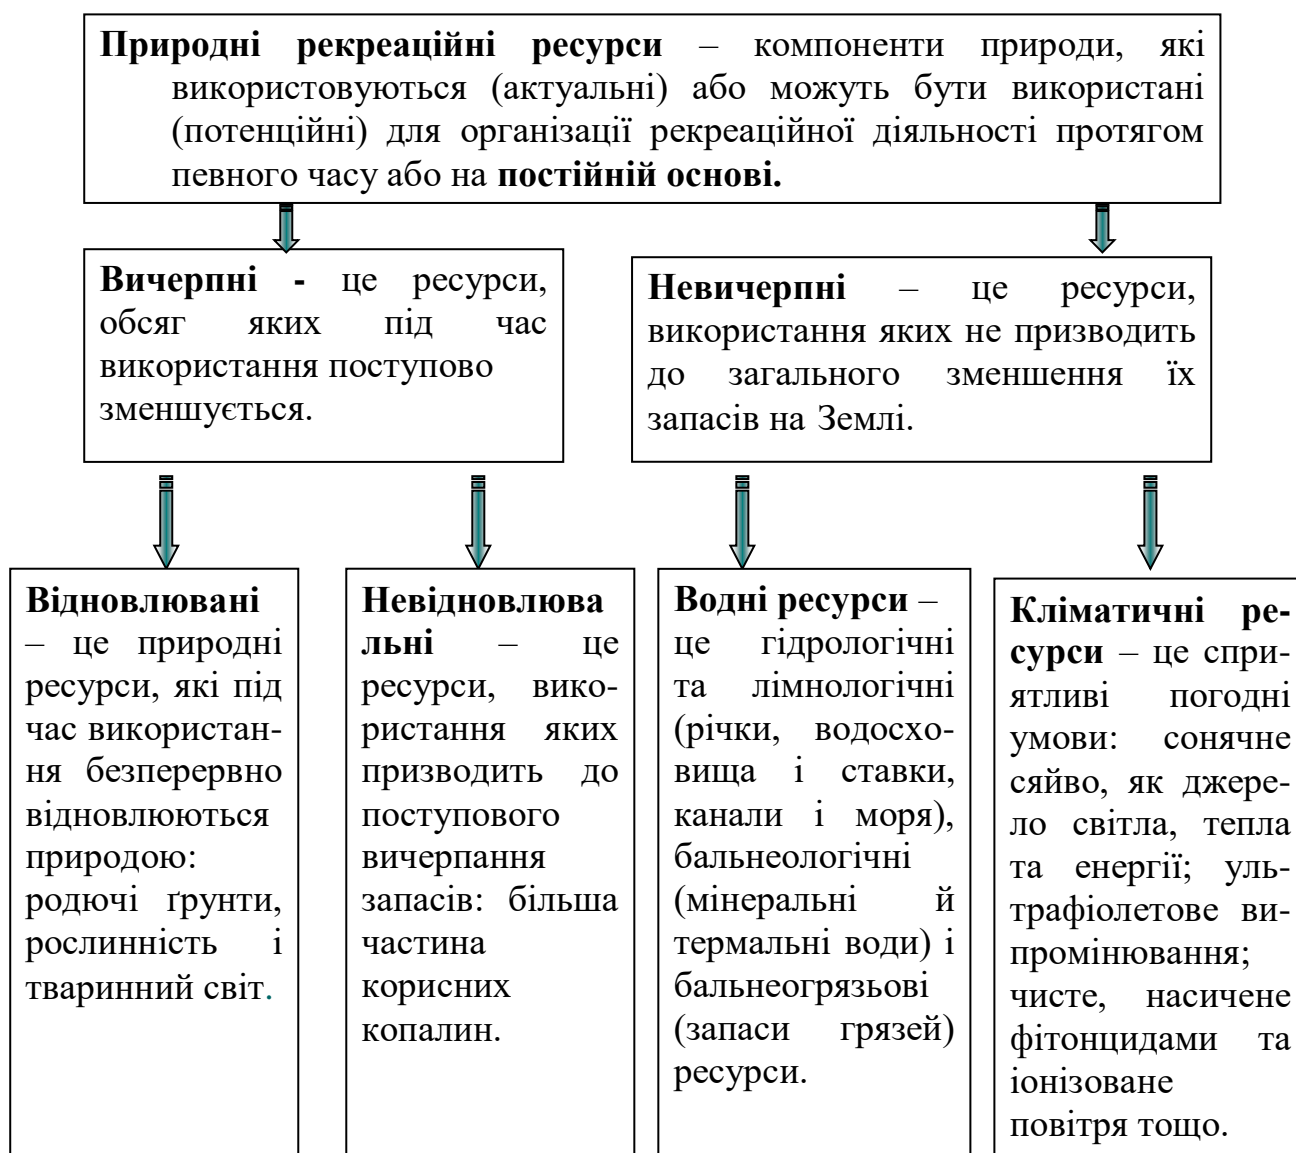 Природні рекреаційні ресурси – компоненти природи, які
використовуються (актуальні) або можуть бути використані
(потенційні) для організації рекреаційної діяльності протягом
певного часу або на постійній основі.
Вичерпні - це ресурси,
обсяг яких під час
використання поступово
зменшується.
Невичерпні – це ресурси,
використання яких не призводить
до загального зменшення їх
запасів на Землі.
Відновлювані
– це природні
ресурси, які під
час використан-
ня безперервно
відновлюються
природою:
родючі ґрунти,
рослинність і
тваринний світ.
Невідновлюва
льні – це
ресурси, вико-
ристання яких
призводить до
поступового
вичерпання
запасів: більша
частина
корисних
копалин.
Водні ресурси –
це гідрологічні
та лімнологічні
(річки, водосхо-
вища і ставки,
канали і моря),
бальнеологічні
(мінеральні й
термальні води) і
бальнеогрязьові
(запаси грязей)
ресурси.
Кліматичні ре-
сурси – це спри-
ятливі погодні
умови: сонячне
сяйво, як джере-
ло світла, тепла
та енергії; уль-
трафіолетове ви-
промінювання;
чисте, насичене
фітонцидами та
іонізоване
повітря тощо.